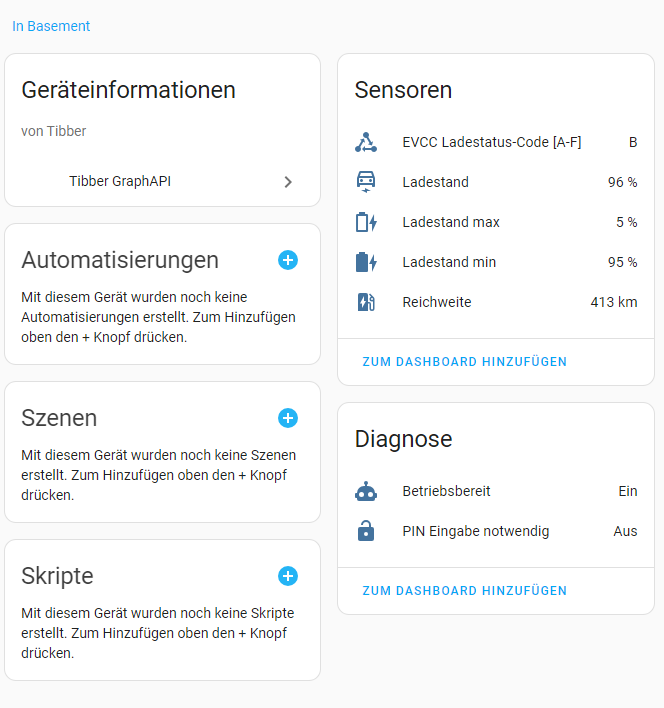 In Basement
Geräteinformationen
von Tibber
Tibber GraphAPI
Automatisierungen
Mit diesem Gerät wurden noch keine
Automatisierungen erstellt. Zum Hinzufügen
oben den + Knopf drücken.
Szenen
Mit diesem Gerät wurden noch keine Szenen
erstellt. Zum Hinzufügen oben den + Knopf
drücken.
Skripte
Mit diesem Gerät wurden noch keine Skripte
erstellt. Zum Hinzufügen oben den + Knopf
drücken.
Sensoren
EVCC Ladestatus-Code [A-F] B
Ladestand 96 %
Ladestand max 5 %
Ladestand min 95 %
Reichweite 413 km
ZUM DASHBOARD HINZUFÜGEN
Diagnose
Betriebsbereit Ein
PIN Eingabe notwendig Aus
ZUM DASHBOARD HINZUFÜGEN